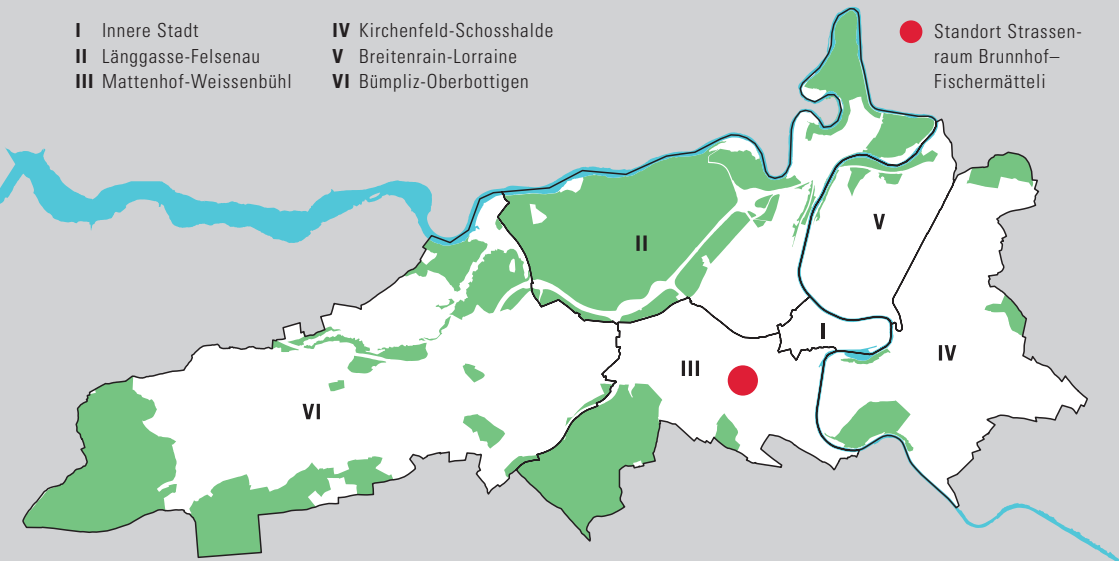 I Innere Stadt
II Länggasse-Felsenau
III Mattenhof-Weissenbühl
IV Kirchenfeld-Schosshalde
V Breitenrain-Lorraine
VI Bümpliz-Oberbottigen
Standort Strassen-
raum Brunnhof–
Fischermätteli
II
V
I
IV
III
VI